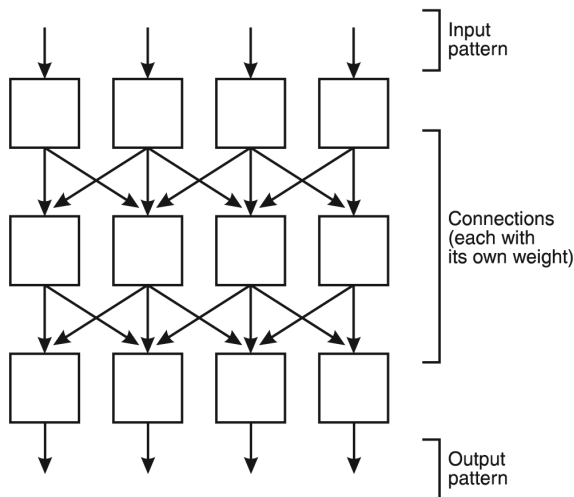 Input
pattern
Connections
(each with
its own weight)
Output
pattern